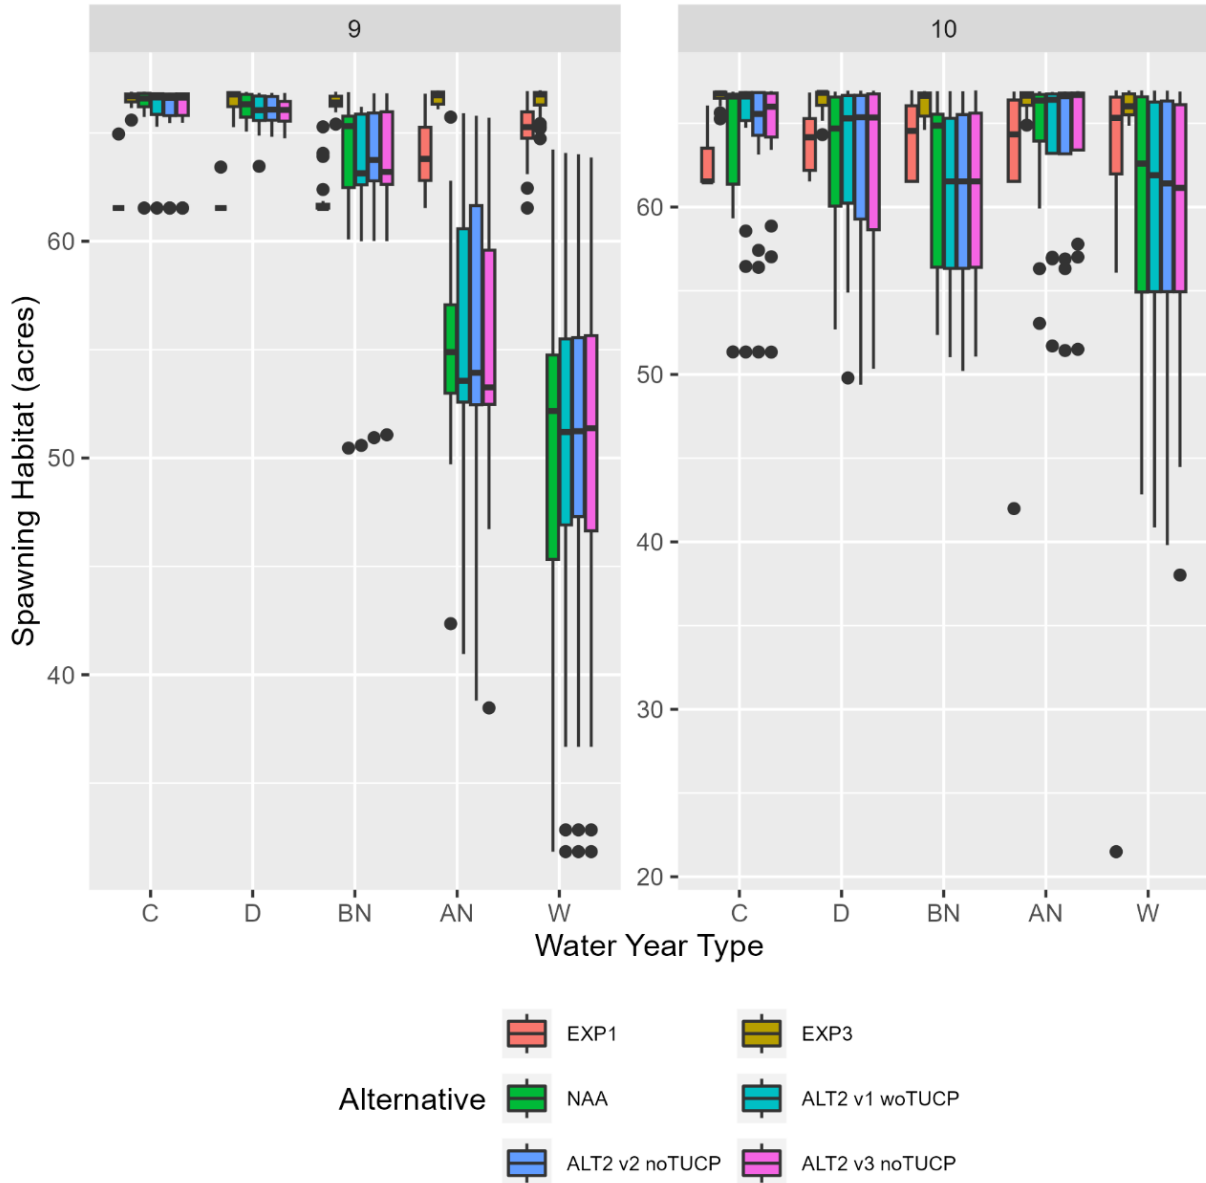 9 10
60
50
40
60
50
40
30
20
Spawning Habitat (acres)
C D BN AN W C D BN AN W
Water Year Type
Alternative
EXP1 EXP3
NAA ALT2 v1 woTUCP
ALT2 v2 noTUCP ALT2 v3 noTUCP